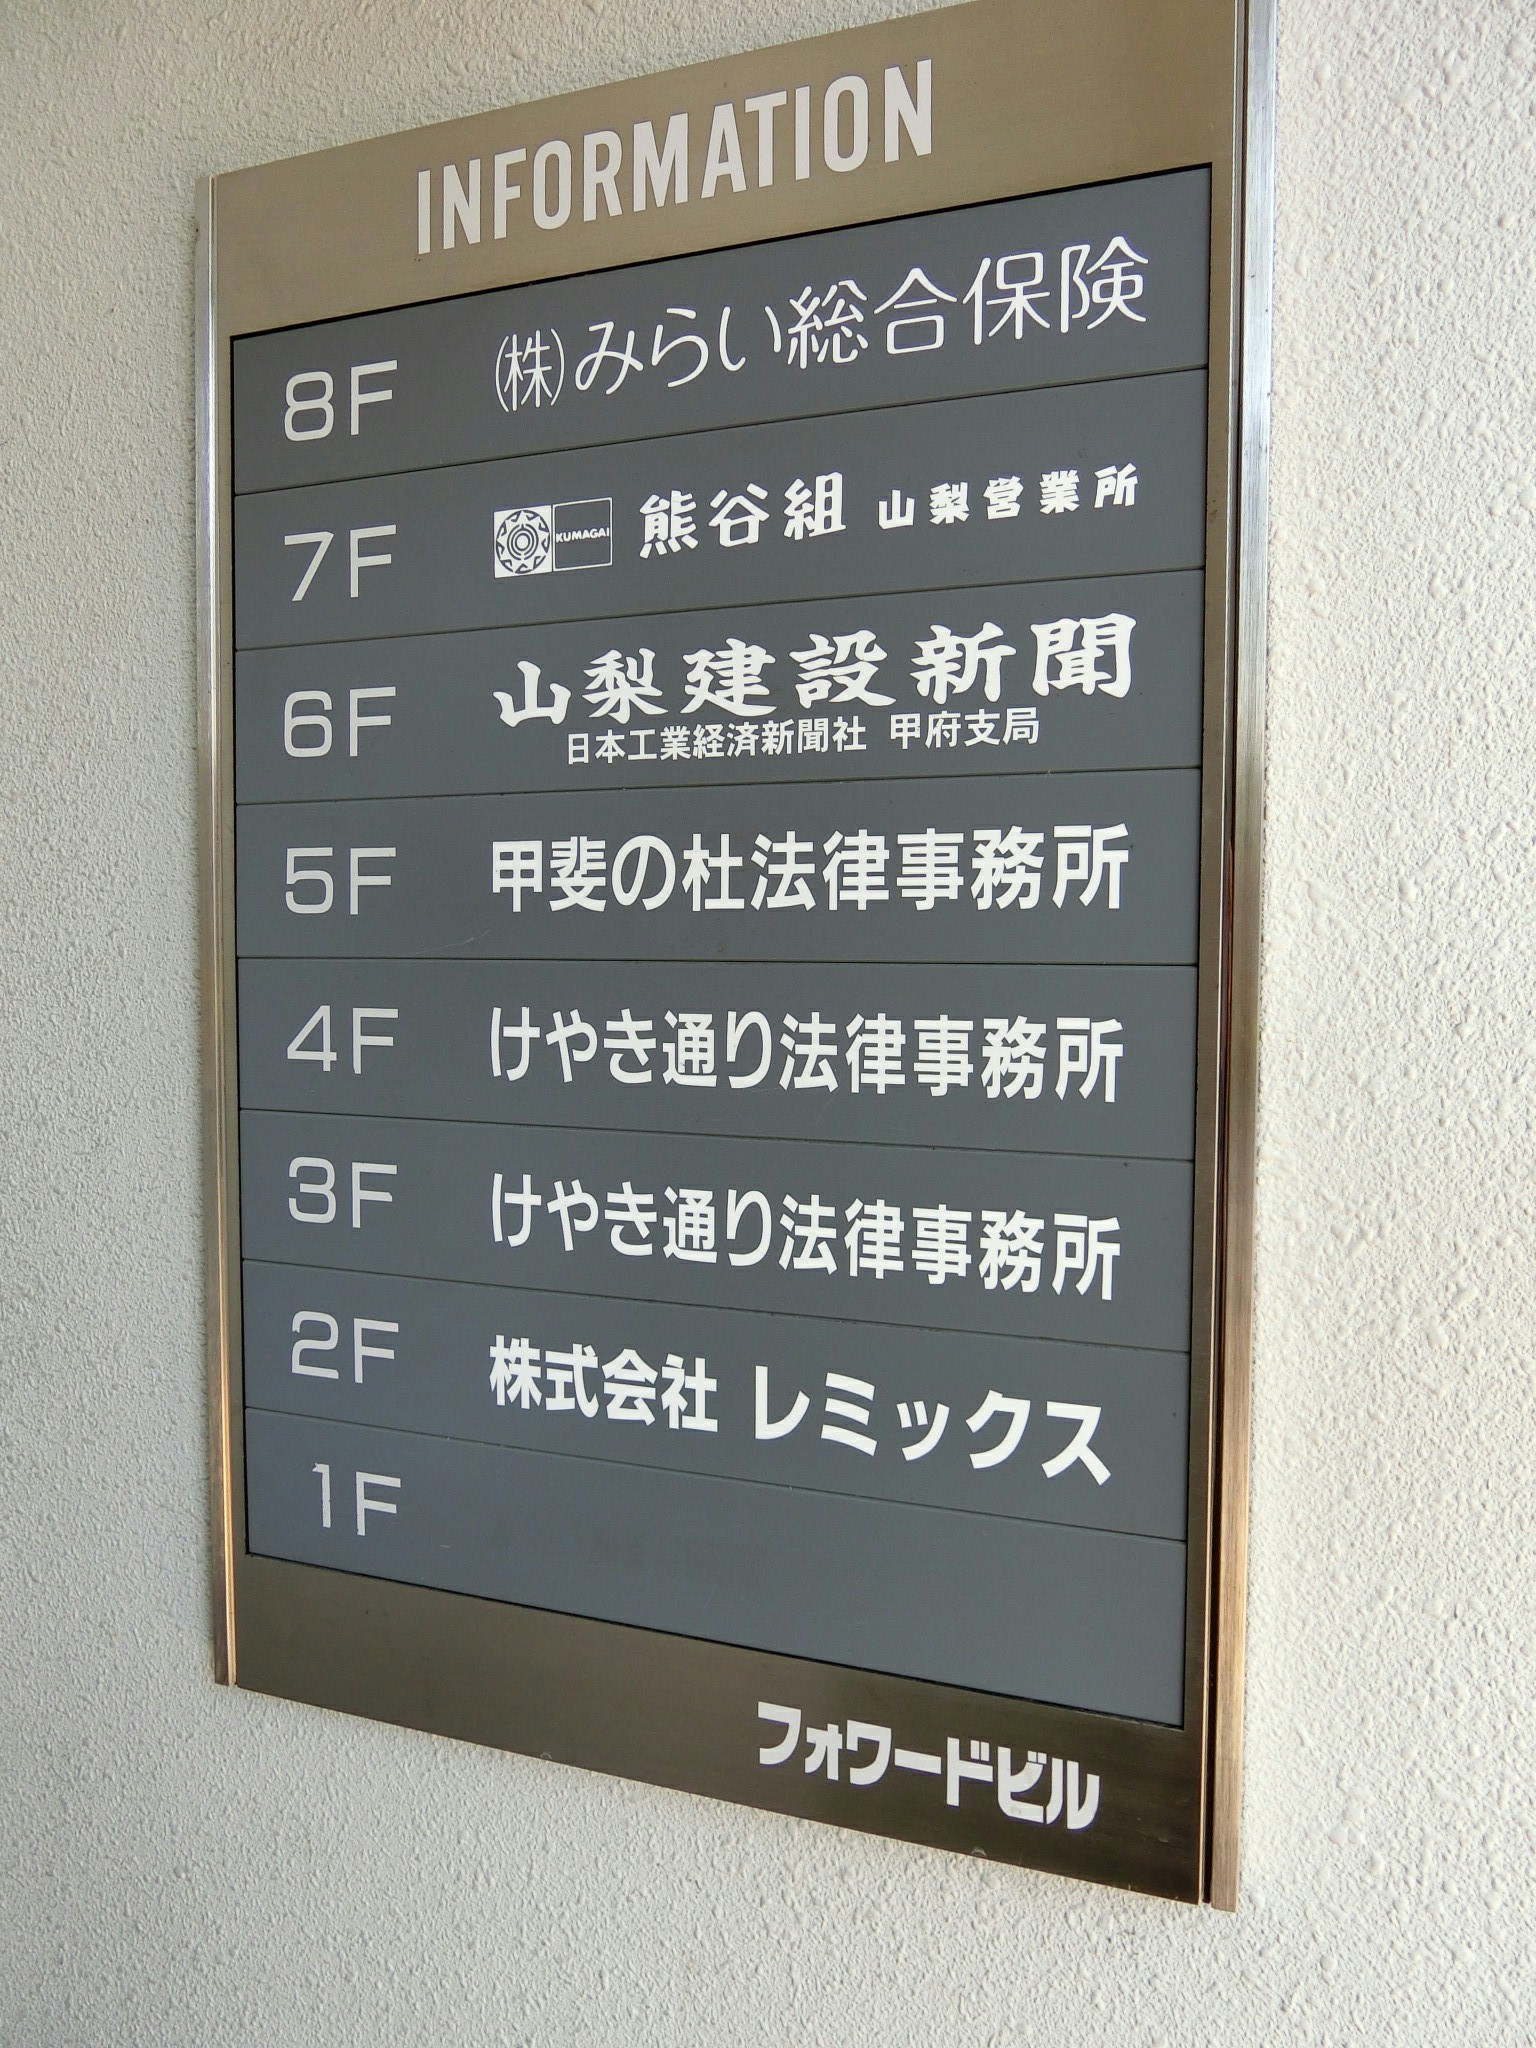 INFORMATION
8F ㈱みらい総合保険
7F KUMAGAI 熊谷組 山梨営業所
6F 山梨建設新聞
日本工業経済新聞社 甲府支局
5F 甲斐の杜法律事務所
4F けやき通り法律事務所
3F けやき通り法律事務所
2F 株式会社 レミックス
1F
フォワードビル